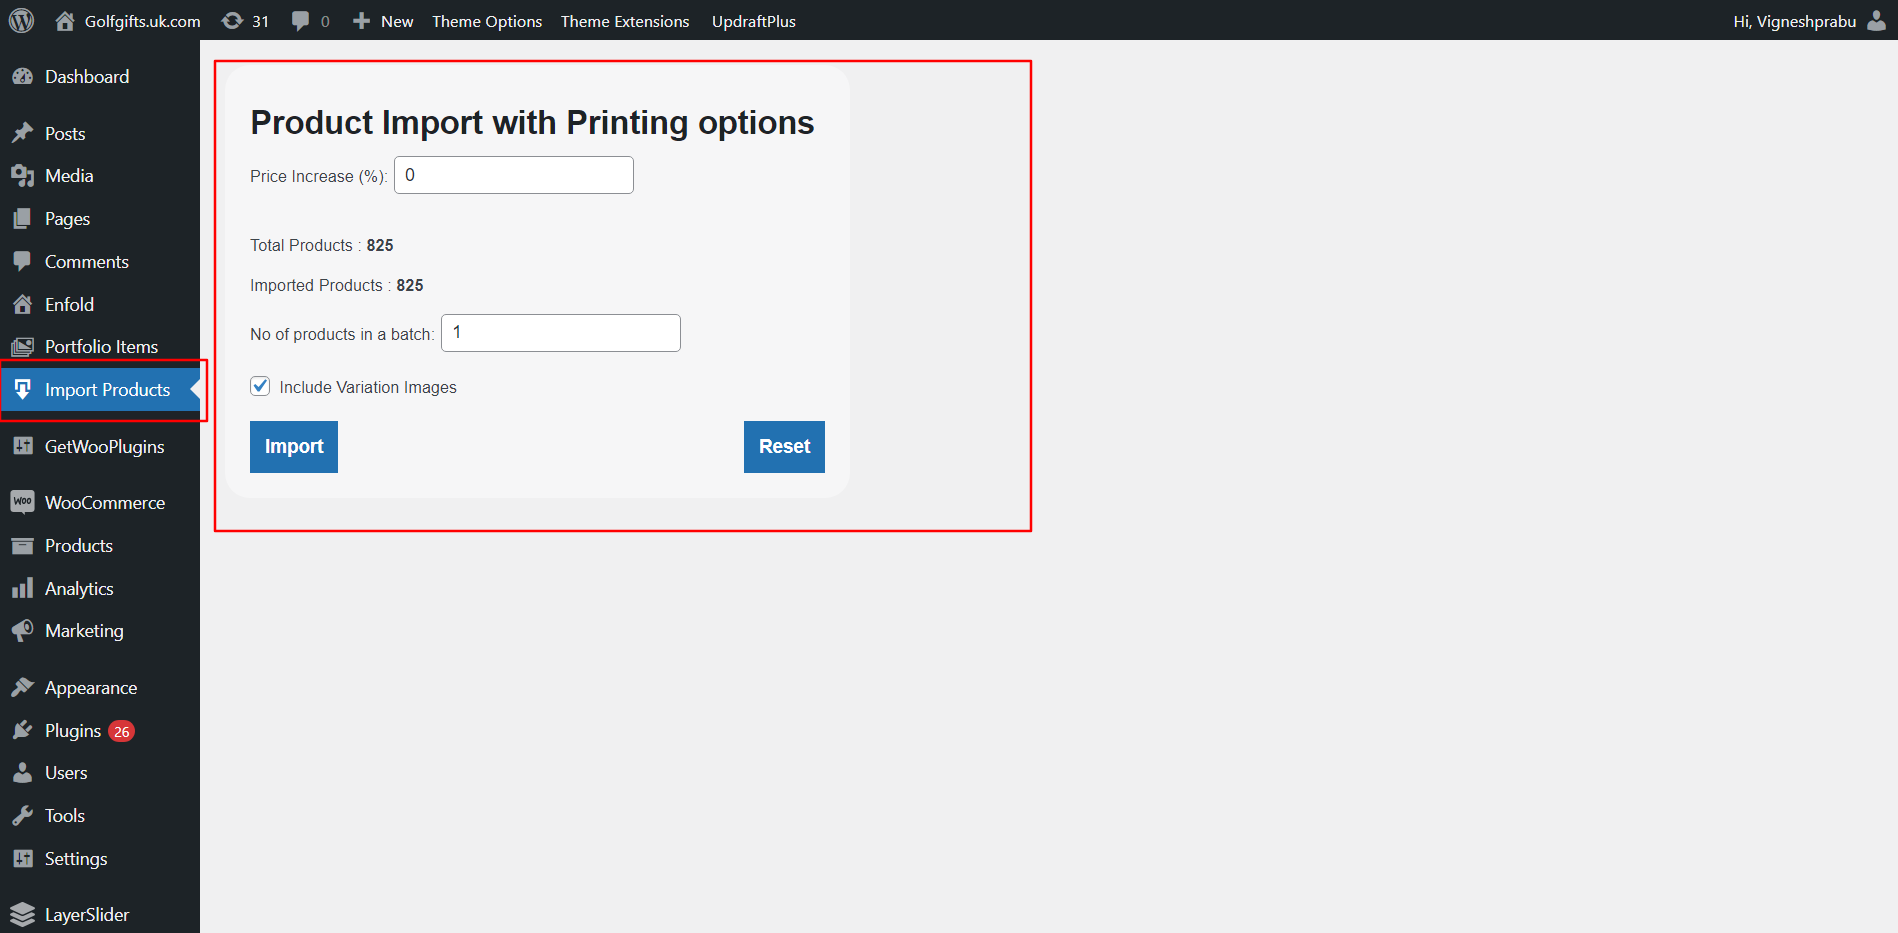 Golfgifts.uk.com 31 0 New Theme Options Theme Extensions UpdraftPlus Hi, Vigneshprabu
Dashboard
Posts
Media
Pages
Comments
Enfold
Portfolio Items
Import Products
GetWooPlugins
Woo WooCommerce
Products
Analytics
Marketing
Appearance
Plugins 26
Users
Tools
Settings
LayerSlider
Product Import with Printing options
Price Increase (%): 0
Total Products : 825
Imported Products : 825
No of products in a batch: 1
Include Variation Images
Import Reset